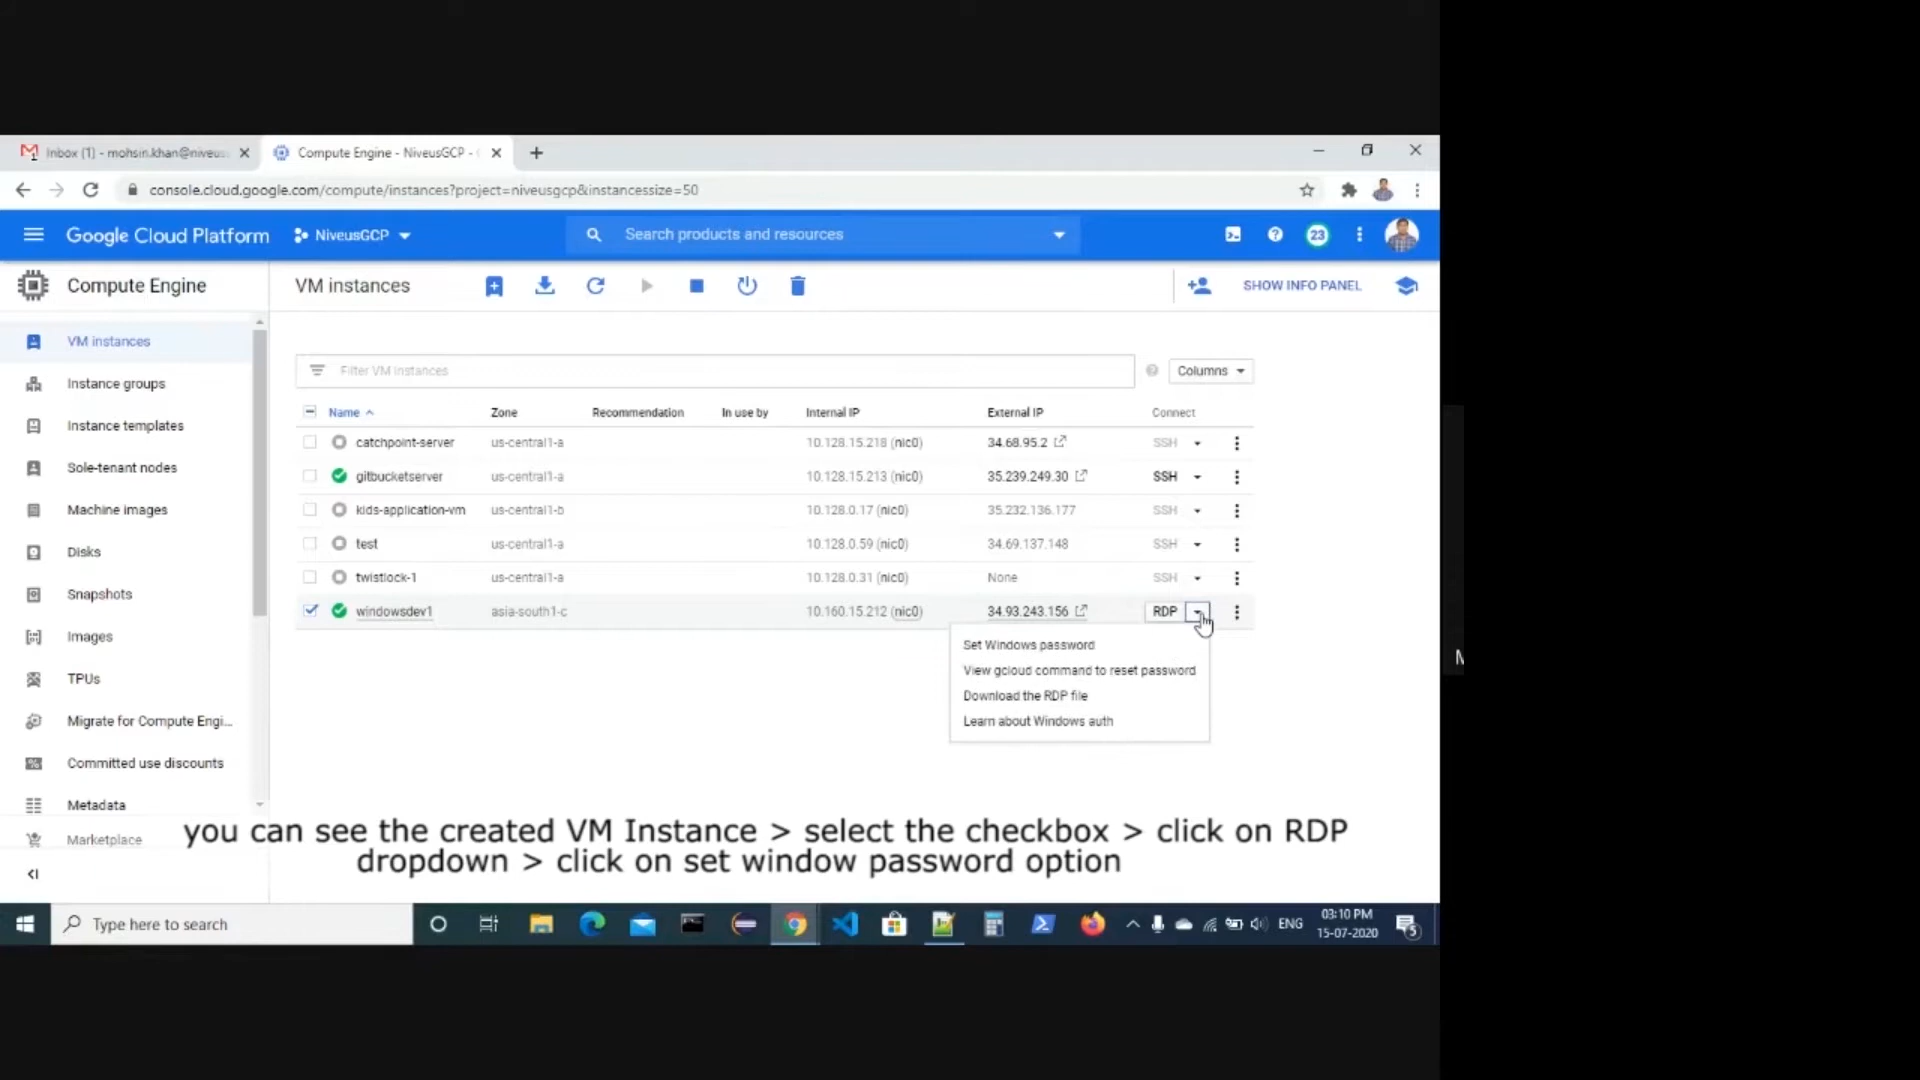 Inbox (1) - mohsin.khan@niveus
Compute Engine - NiveusGCP -
console.cloud.google.com/compute/instances?project=niveusgcp&instancessize=50
Google Cloud Platform
NiveusGCP
Search products and resources
23
Compute Engine
VM instances
SHOW INFO PANEL
VM instances
Instance groups
Instance templates
Sole-tenant nodes
Machine images
Disks
Snapshots
Images
TPUs
Migrate for Compute Engi...
Committed use discounts
Metadata
Marketplace
Filter VM instances
Columns
Name Zone Recommendation In use by Internal IP External IP Connect
catchpoint-server us-central1-a 10.128.15.218 (nic0) 34.68.95.2 SSH
gitbucketserver us-central1-a 10.128.15.213 (nic0) 35.239.249.30 SSH
kids-application-vm us-central1-b 10.128.0.17 (nic0) 35.232.136.177 SSH
test us-central1-a 10.128.0.59 (nic0) 34.69.137.148 SSH
twistlock-1 us-central1-a 10.128.0.31 (nic0) None SSH
windowsdev1 asia-south1-c 10.160.15.212 (nic0) 34.93.243.156 RDP
Set Windows password
View gcloud command to reset password
Download the RDP file
Learn about Windows auth
you can see the created VM Instance > select the checkbox > click on RDP
dropdown > click on set window password option
Type here to search
ENG
03:10 PM
15-07-2020
5